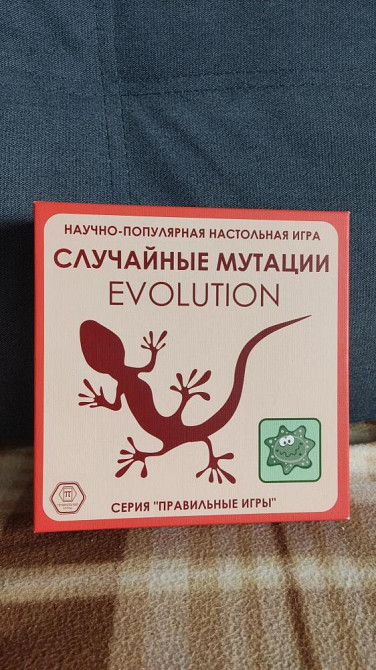 НАУЧНО-ПОПУЛЯРНАЯ НАСТОЛЬНАЯ ИГРА
СЛУЧАЙНЫЕ МУТАЦИИ
EVOLUTION
СЕРИЯ "ПРАВИЛЬНЫЕ ИГРЫ"